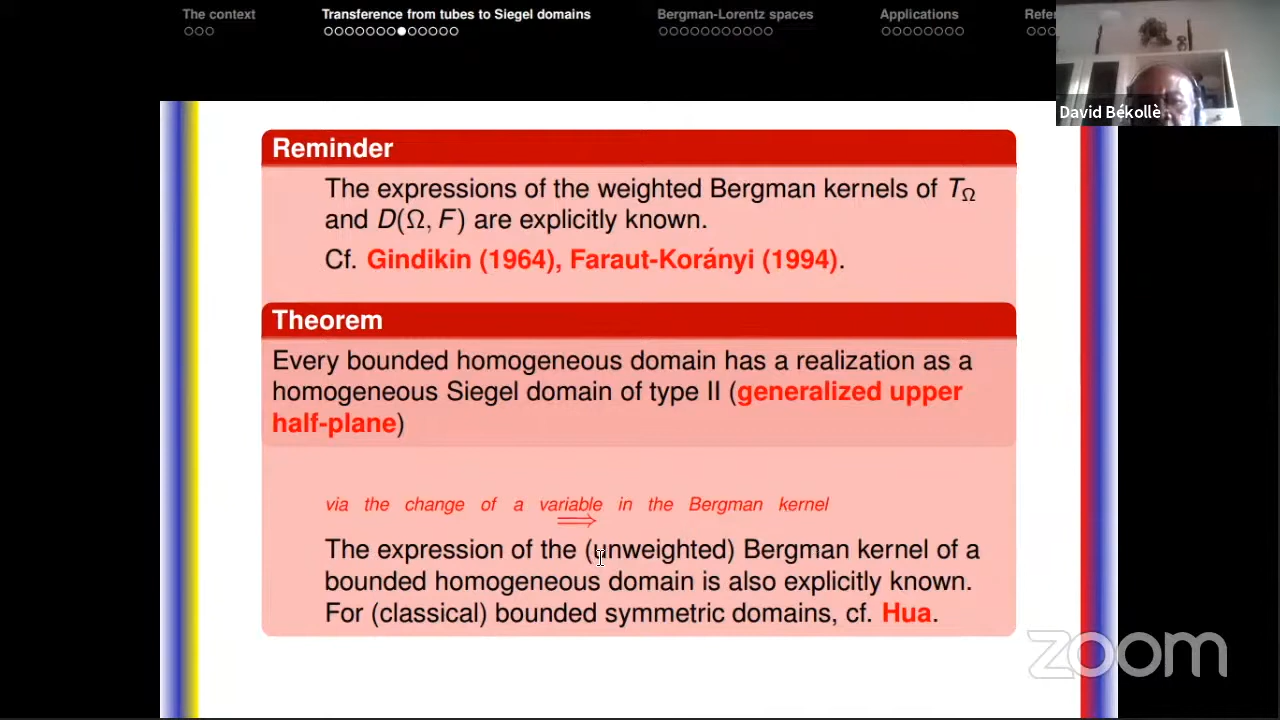 The context
Transference from tubes to Siegel domains
Bergman-Lorentz spaces
Applications
Refer
David Békollè
Reminder
The expressions of the weighted Bergman kernels of T_Ω
and D(Ω, F) are explicitly known.
Cf. Gindikin (1964), Faraut-Korányi (1994).
Theorem
Every bounded homogeneous domain has a realization as a
homogeneous Siegel domain of type II (generalized upper
half-plane)
via the change of a variable in the Bergman kernel
⟹
The expression of the (unweighted) Bergman kernel of a
bounded homogeneous domain is also explicitly known.
For (classical) bounded symmetric domains, cf. Hua.
zoom